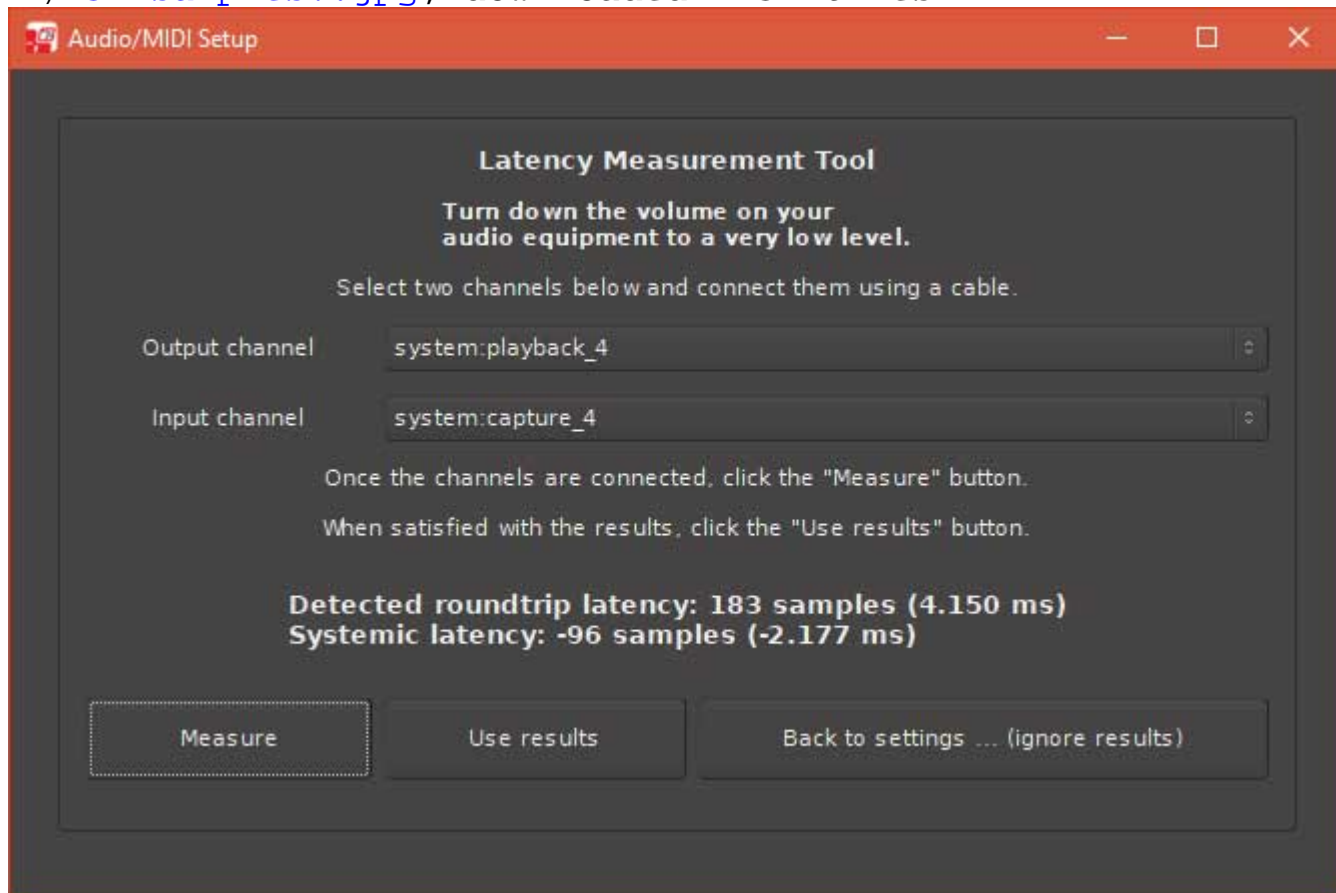 Audio/MIDI Setup
Latency Measurement Tool
Turn down the volume on your
audio equipment to a very low level.
Select two channels below and connect them using a cable.
Output channel system:playback_4
Input channel system:capture_4
Once the channels are connected, click the "Measure" button.
When satisfied with the results, click the "Use results" button.
Detected roundtrip latency: 183 samples (4.150 ms)
Systemic latency: -96 samples (-2.177 ms)
Measure Use results Back to settings ... (ignore results)